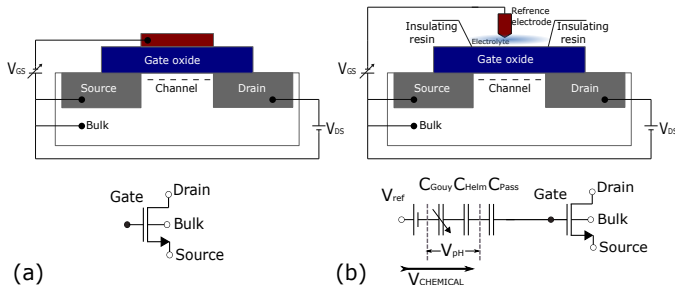 Gate oxide
Source
Drain
Channel
Bulk
VGS
VDS
Gate
Drain
Bulk
Source
(a)
Refrence
electrode
Insulating
resin
Electrolyte
Insulating
resin
Gate oxide
Source
Drain
Channel
Bulk
VGS
VDS
Vref
CGouy CHelm CPass
Gate
Drain
Bulk
Source
VpH
VCHEMICAL
(b)